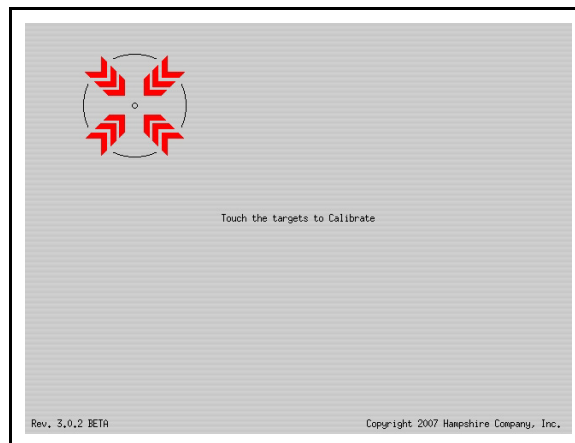 Touch the targets to Calibrate
Rev. 3.0.2 BETA
Copyright 2007 Hampshire Company, Inc.